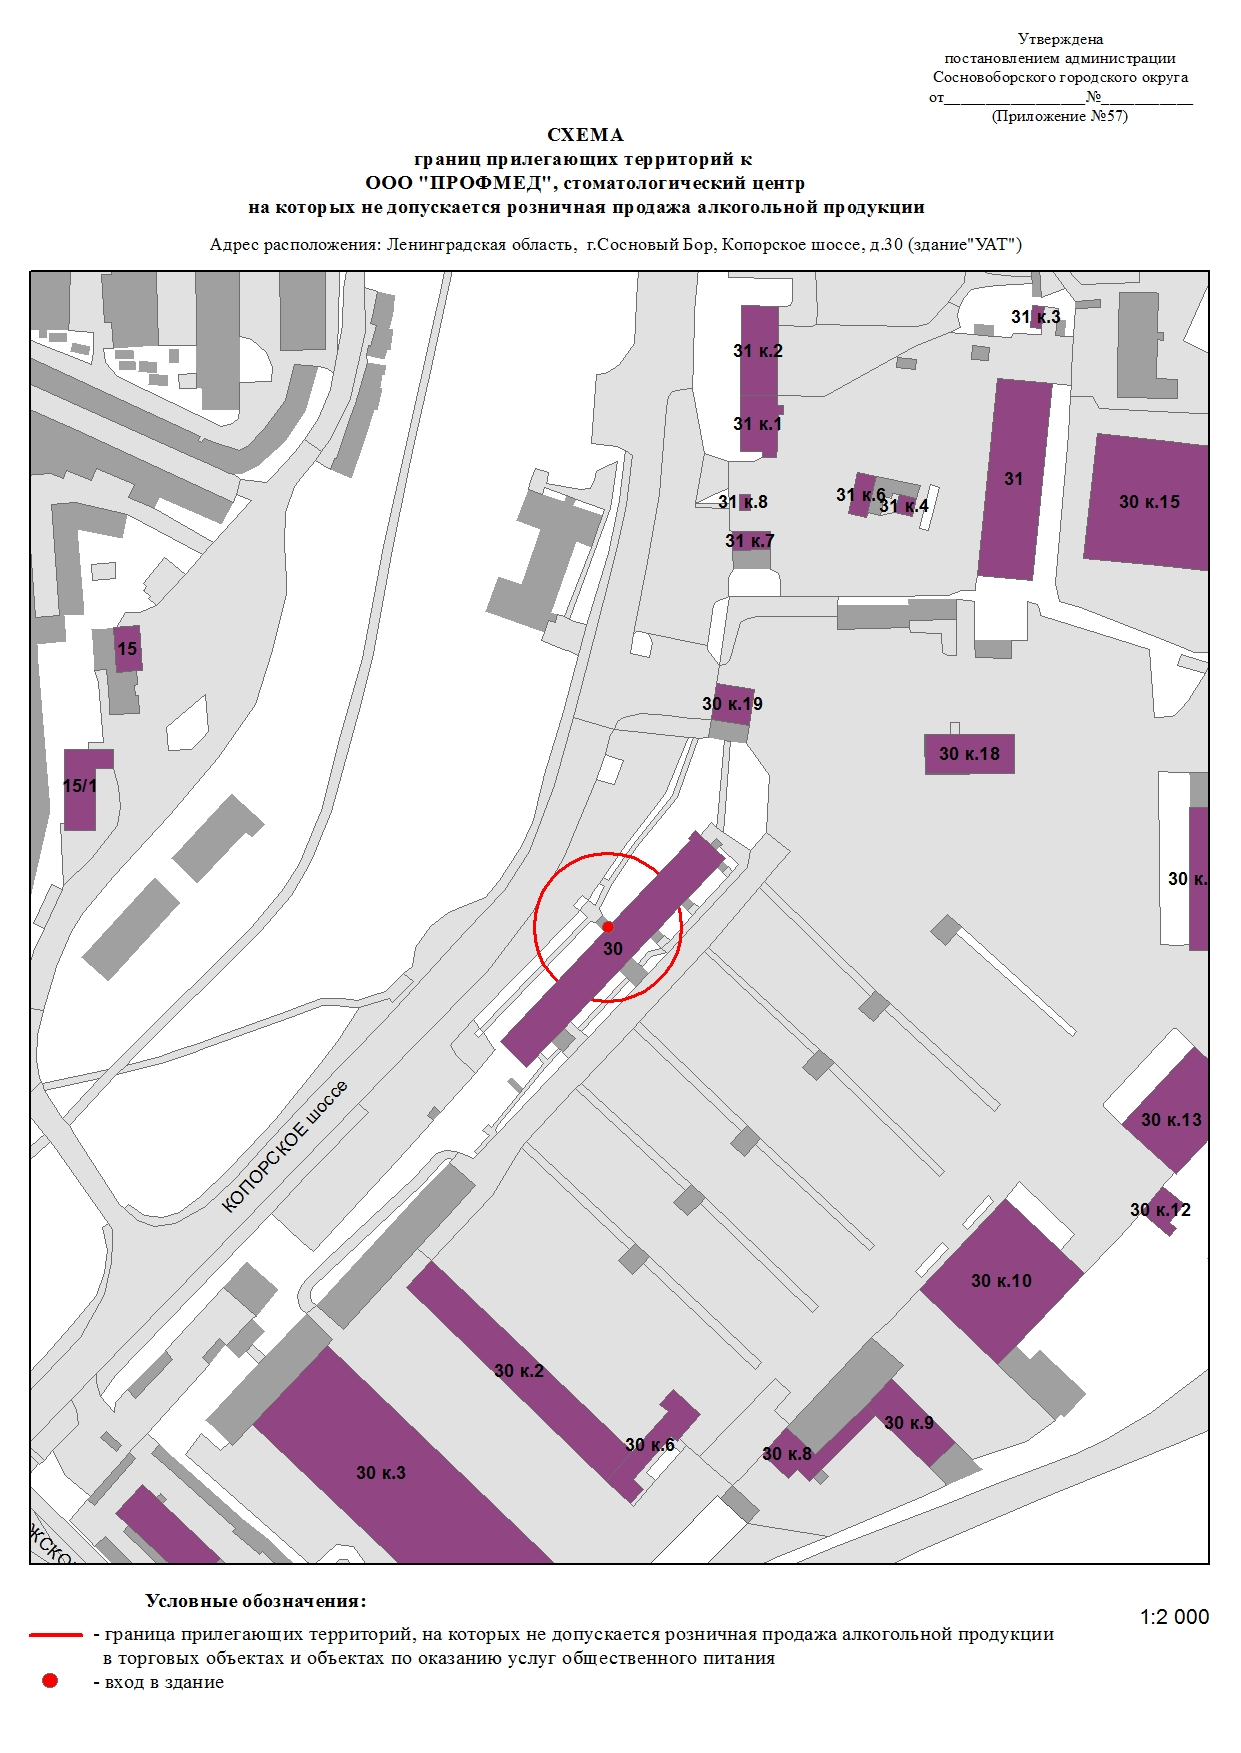 Утверждена
постановлением администрации
Сосновоборского городского округа
от_________________№___________
(Приложение №57)
СХЕМА
границ прилегающих территорий к
ООО "ПРОФМЕД", стоматологический центр
на которых не допускается розничная продажа алкогольной продукции
Адрес расположения: Ленинградская область, г.Сосновый Бор, Копорское шоссе, д.30 (здание"УАТ")
31 к.3
31 к.2
31 к.1
31
31 к.6
31 к.8
31 к.4
30 к.15
31 к.7
15
30 к.19
30 к.18
15/1
30 к.
30
КОПОРСКОЕ шоссе
30 к.13
30 к.12
30 к.10
30 к.2
30 к.9
30 к.6
30 к.8
30 к.3
Условные обозначения:
1:2 000
- граница прилегающих территорий, на которых не допускается розничная продажа алкогольной продукции
в торговых объектах и объектах по оказанию услуг общественного питания
- вход в здание